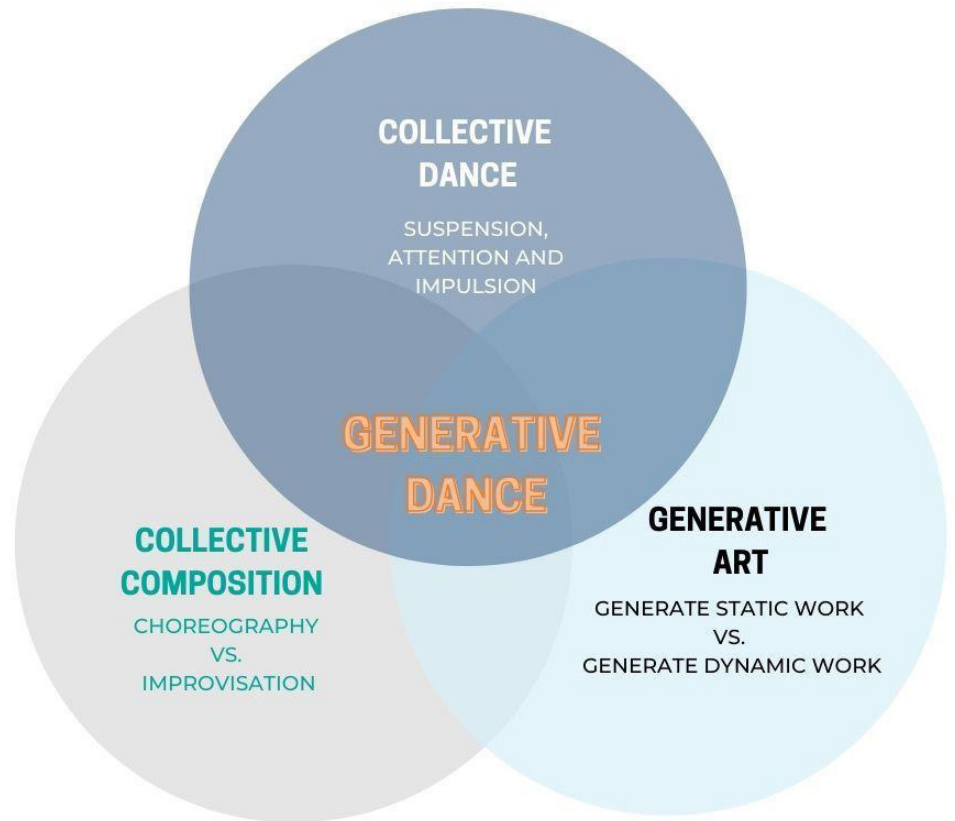 COLLECTIVE
DANCE
SUSPENSION,
ATTENTION AND
IMPULSION
GENERATIVE
DANCE
COLLECTIVE
COMPOSITION
CHOREOGRAPHY
VS.
IMPROVISATION
GENERATIVE
ART
GENERATE STATIC WORK
VS.
GENERATE DYNAMIC WORK